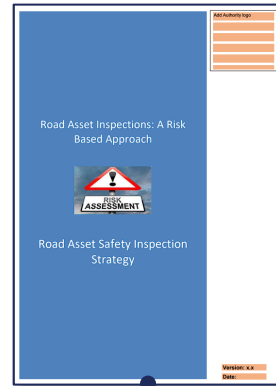 Add Authority logo
Road Asset Inspections: A Risk
Based Approach
RISK
ASSESSMENT
Road Asset Safety Inspection
Strategy
Version: x.x
Date: